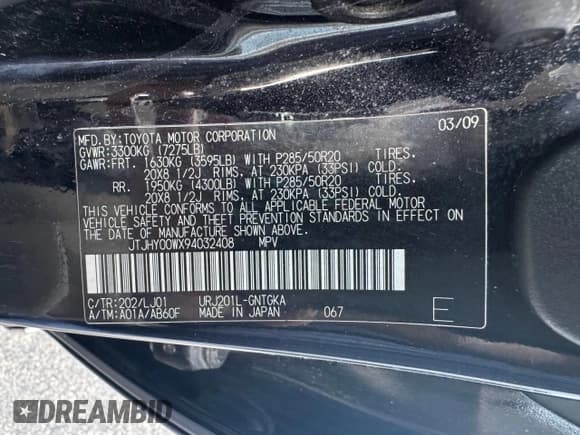 MFD.BY:TOYOTA MOTOR CORPORATION 03/09
GVWR:3300KG (7275LB)
GAWR:FRT. 1630KG (3595LB) WITH P285/50R20 TIRES.
20X8 1/2J RIMS. AT 230KPA (33PSI) COLD.
RR. 1950KG (4300LB) WITH P285/50R20 TIRES.
20X8 1/2J RIMS. AT 230KPA (33PSI) COLD.
THIS VEHICLE CONFORMS TO ALL APPLICABLE FEDERAL MOTOR
VEHICLE SAFETY AND THEFT PREVENTION STANDARDS IN EFFECT ON
THE DATE OF MANUFACTURE SHOWN ABOVE.
JTJHY00WX94032408 MPV
C/TR:202/LJ01 URJ201L-GNTGKA
A/TM:A01A/AB60F MADE IN JAPAN 067 E
DREAMBID